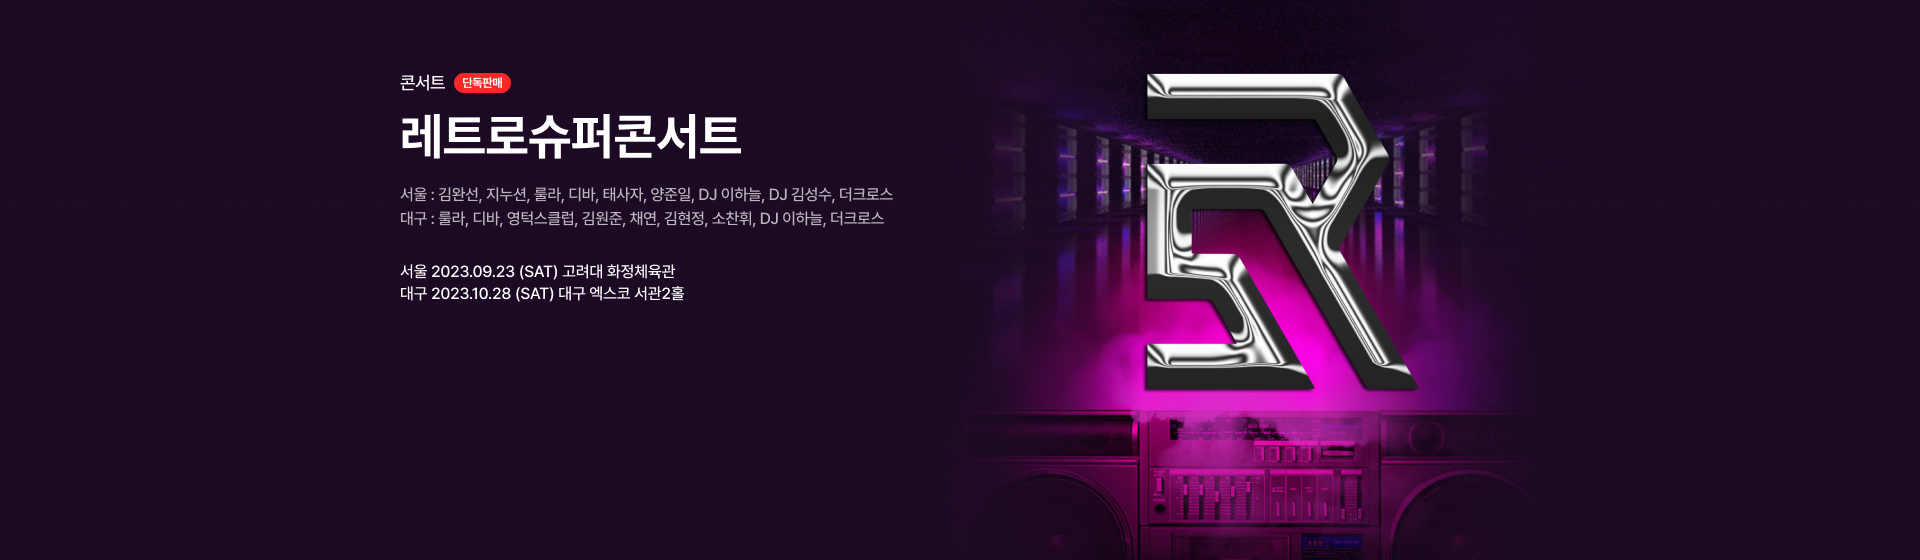 콘서트 단독판매
레트로슈퍼콘서트
서울 : 김완선, 지누션, 룰라, 디바, 태사자, 양준일, DJ 이하늘, DJ 김성수, 더크로스
대구 : 룰라, 디바, 영턱스클럽, 김원준, 채연, 김현정, 소찬휘, DJ 이하늘, 더크로스
서울 2023.09.23 (SAT) 고려대 화정체육관
대구 2023.10.28 (SAT) 대구 엑스코 서관2홀